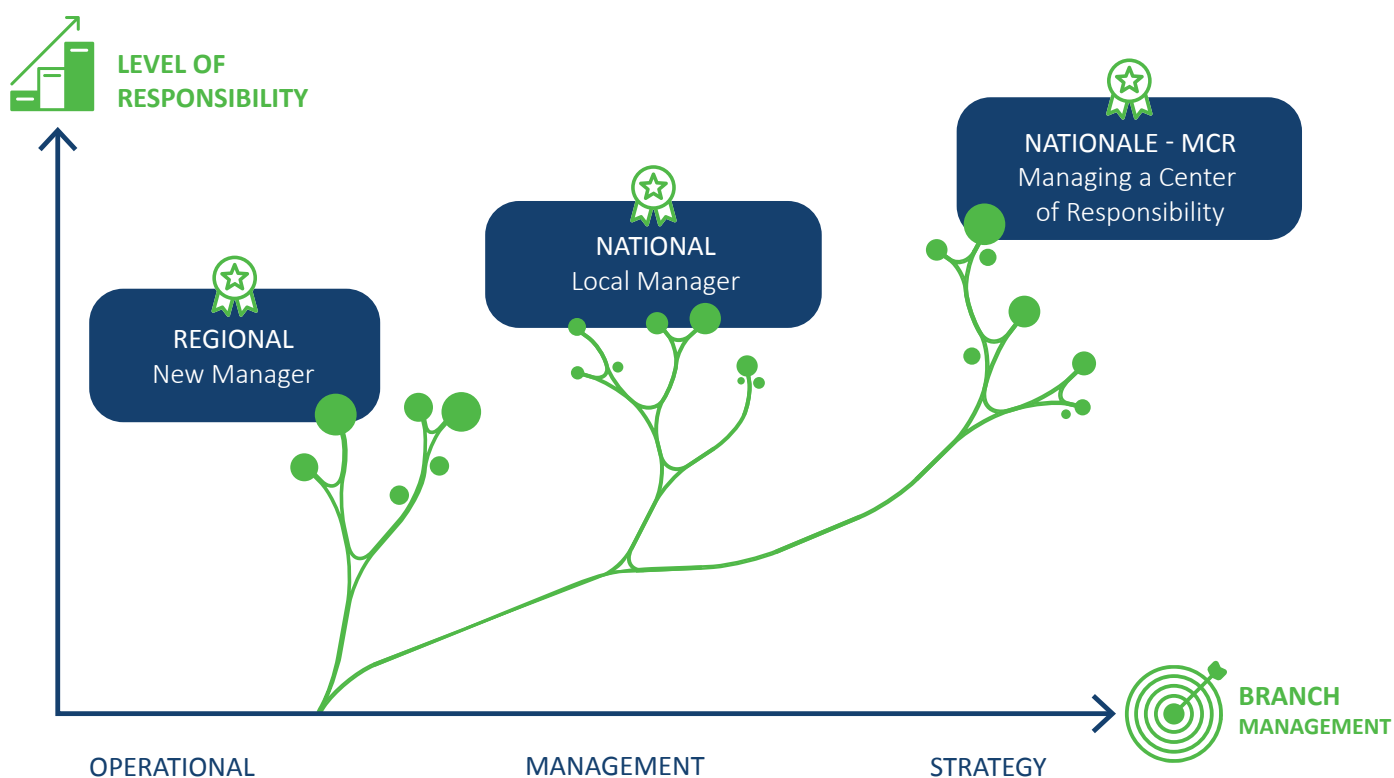 LEVEL OF
RESPONSIBILITY
NATIONALE - MCR
Managing a Center
of Responsibility
NATIONAL
Local Manager
REGIONAL
New Manager
BRANCH
MANAGEMENT
OPERATIONAL
MANAGEMENT
STRATEGY